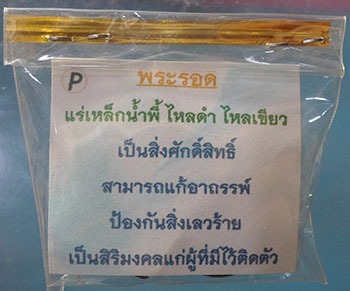 P
พระรอด
แร่เหล็กน้ำพี้ ไหลดำ ไหลเขียว
เป็นสิ่งศักดิ์สิทธิ์
สามารถแก้อาถรรพ์
ป้องกันสิ่งเลวร้าย
เป็นสิริมงคลแก่ผู้ที่มีไว้ติดตัว